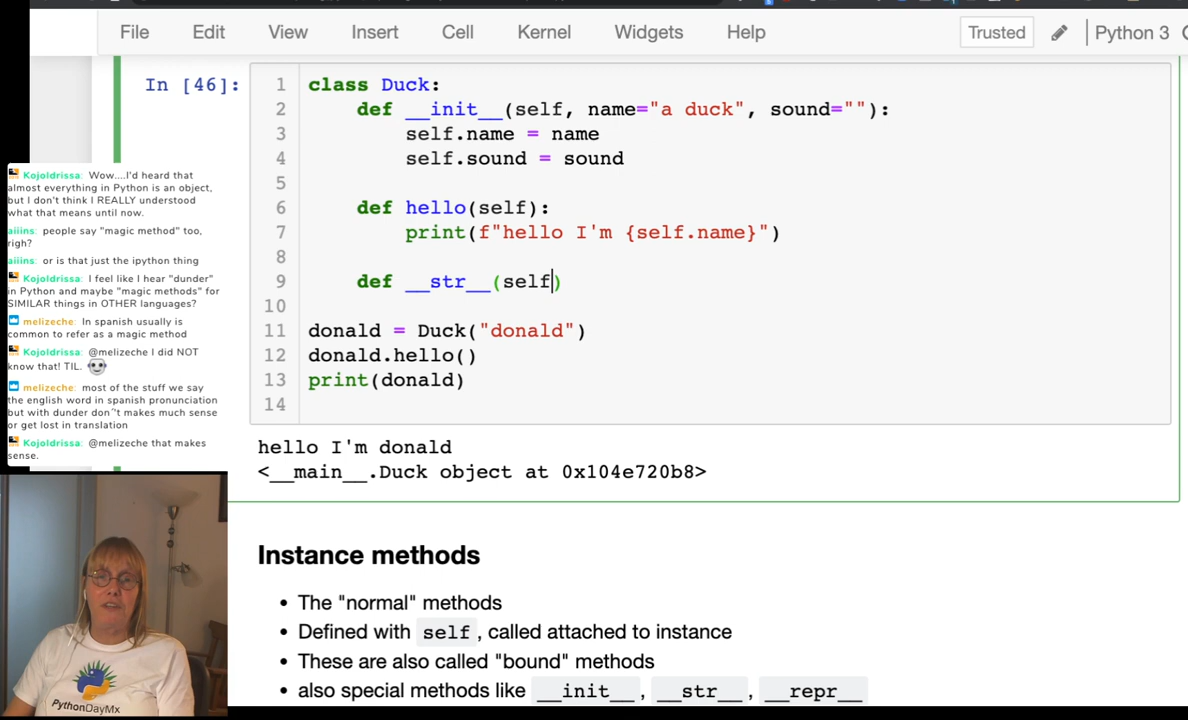 File Edit View Insert Cell Kernel Widgets Help Trusted Python 3
In [46]:
1 class Duck:
2 def __init__(self, name="a duck", sound=""):
3 self.name = name
4 self.sound = sound
5
6 def hello(self):
7 print(f"hello I'm {self.name}")
8
9 def __str__(self)
10
11 donald = Duck("donald")
12 donald.hello()
13 print(donald)
14
hello I'm donald
<__main__.Duck object at 0x104e720b8>
Instance methods
• The "normal" methods
• Defined with self, called attached to instance
• These are also called "bound" methods
• also special methods like __init__, __str__, __repr__
Kojoldrissa: Wow....I'd heard that
almost everything in Python is an object,
but I don't think I REALLY understood
what that means until now.
aiiins: people say "magic method" too,
righ?
aiiins: or is that just the ipython thing
Kojoldrissa: I feel like I hear "dunder"
in Python and maybe "magic methods" for
SIMILAR things in OTHER languages?
melizeche: In spanish usually is
common to refer as a magic method
Kojoldrissa: @melizeche I did NOT
know that! TIL.
melizeche: most of the stuff we say
the english word in spanish pronunciation
but with dunder don´'t makes much sense
or get lost in translation
Kojoldrissa: @melizeche that makes
sense.
PythonDayMx